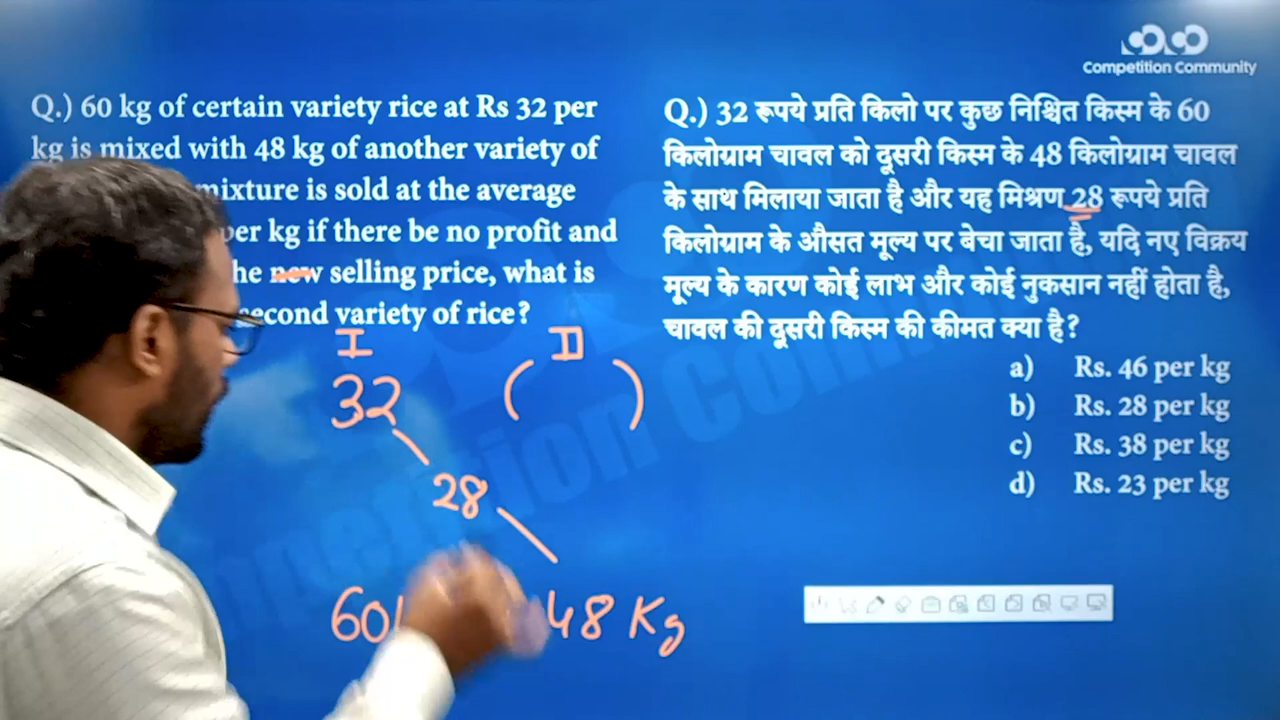 Competition Community
Q.) 60 kg of certain variety rice at Rs 32 per
kg is mixed with 48 kg of another variety of
mixture is sold at the average
per kg if there be no profit and
he new selling price, what is
second variety of rice?
Q.) 32 रूपये प्रति किलो पर कुछ निश्चित किस्म के 60
किलोग्राम चावल को दूसरी किस्म के 48 किलोग्राम चावल
के साथ मिलाया जाता है और यह मिश्रण 28 रूपये प्रति
किलोग्राम के औसत मूल्य पर बेचा जाता है, यदि नए विक्रय
मूल्य के कारण कोई लाभ और कोई नुकसान नहीं होता है,
चावल की दूसरी किस्म की कीमत क्या है?
a) Rs. 46 per kg
b) Rs. 28 per kg
c) Rs. 38 per kg
d) Rs. 23 per kg
I II
32 ( )
28
60 48 Kg